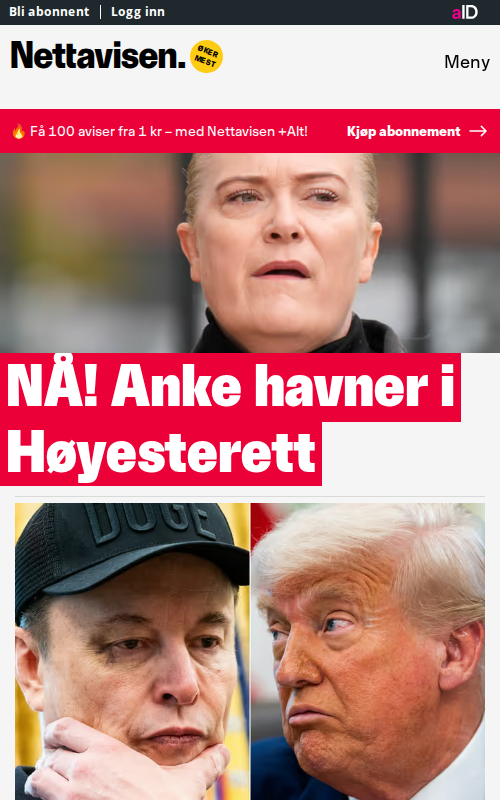 Bli abonnent
Logg inn
aID
Nettavisen.
ØKER
MEST
Meny
🔥 Få 100 aviser fra 1 kr – med Nettavisen +Alt!
Kjøp abonnement →
NÅ! Anke havner i
Høyesterett
DOGE